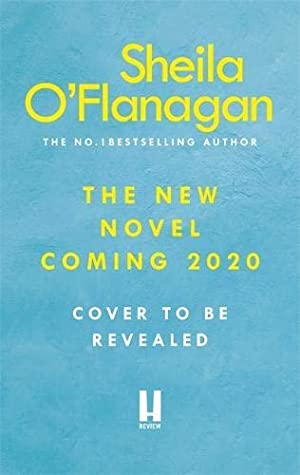 Sheila
O'Flanagan
THE NO.1 BESTSELLING AUTHOR
THE NEW
NOVEL
COMING 2020
COVER TO BE
REVEALED
H
REVIEW